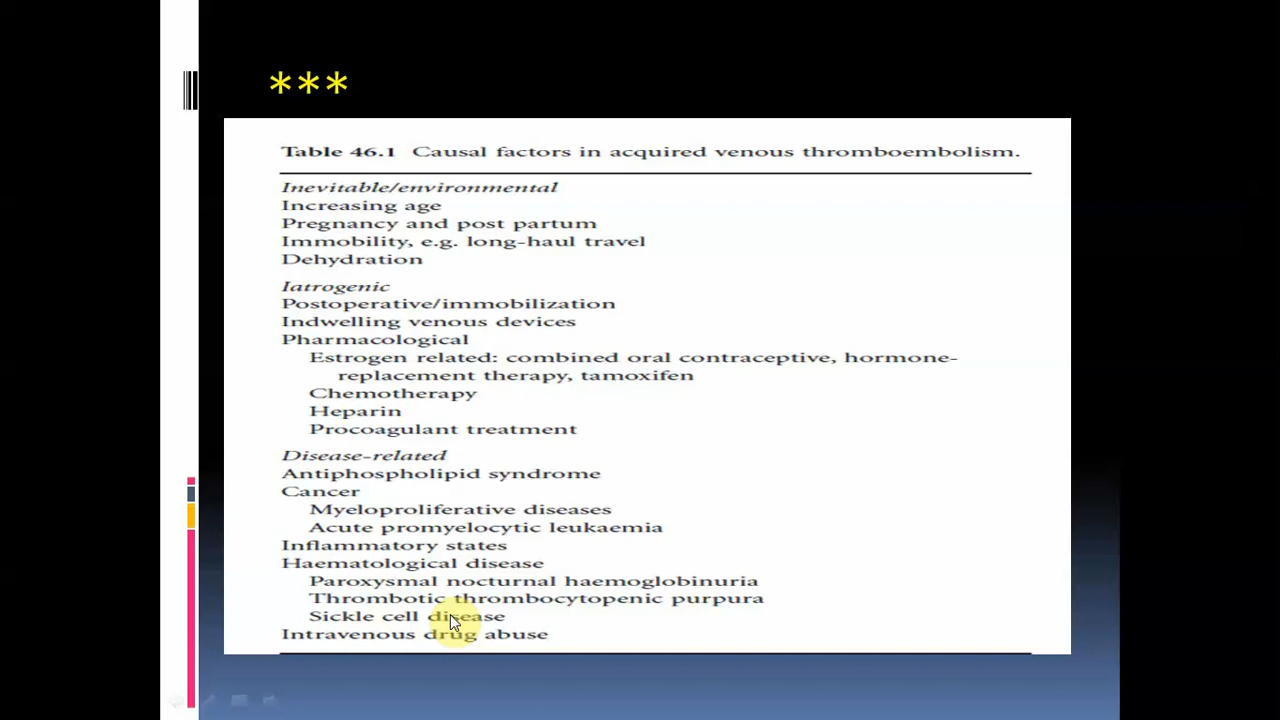 ***
Table 46.1 Causal factors in acquired venous thromboembolism.
Inevitable/environmental
Increasing age
Pregnancy and post partum
Immobility, e.g. long-haul travel
Dehydration
Iatrogenic
Postoperative/immobilization
Indwelling venous devices
Pharmacological
Estrogen related: combined oral contraceptive, hormone-
replacement therapy, tamoxifen
Chemotherapy
Heparin
Procoagulant treatment
Disease-related
Antiphospholipid syndrome
Cancer
Myeloproliferative diseases
Acute promyelocytic leukaemia
Inflammatory states
Haematological disease
Paroxysmal nocturnal haemoglobinuria
Thrombotic thrombocytopenic purpura
Sickle cell disease
Intravenous drug abuse